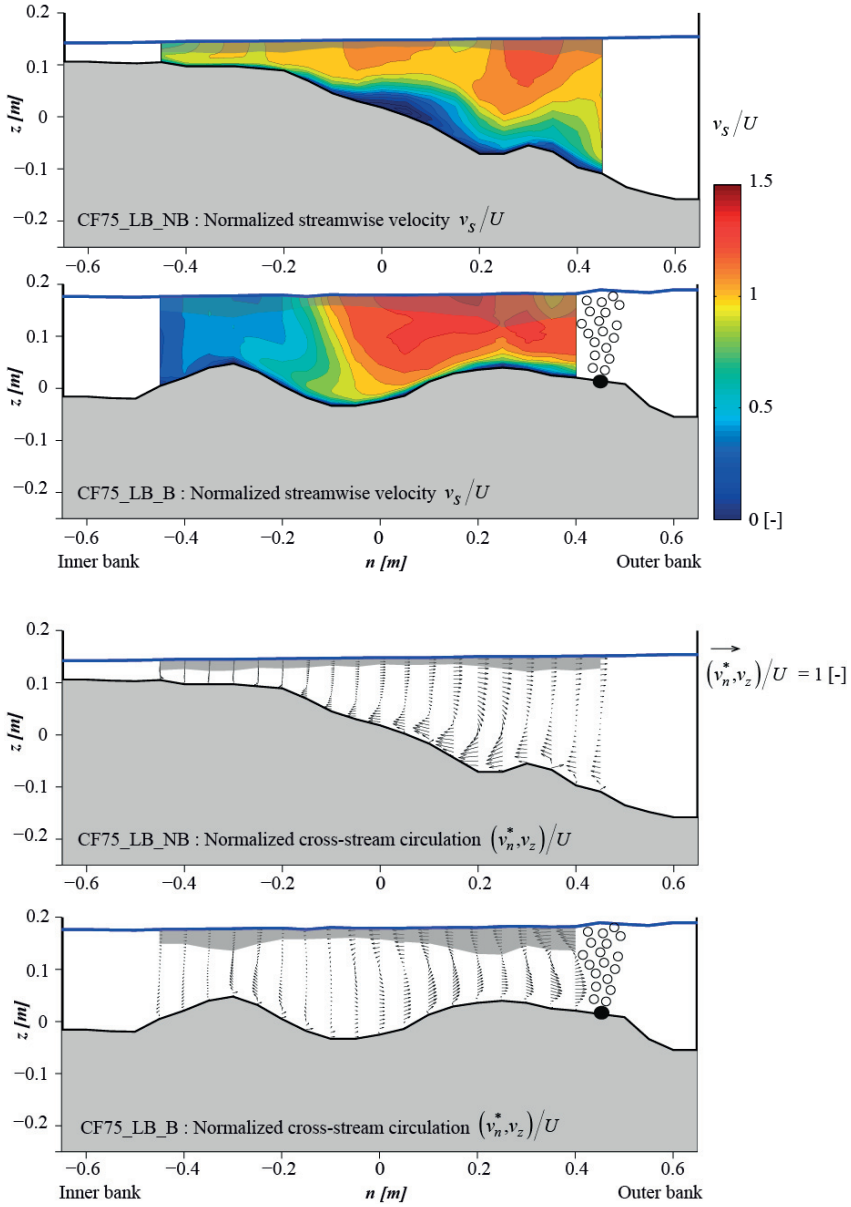 0.2
0.1
0
−0.1
−0.2
z [m]
CF75_LB_NB : Normalized streamwise velocity v_s/U
−0.6 −0.4 −0.2 0 0.2 0.4 0.6
v_s/U
1.5
1
0.5
0 [-]
0.2
0.1
0
−0.1
−0.2
z [m]
CF75_LB_B : Normalized streamwise velocity v_s/U
−0.6 −0.4 −0.2 0 0.2 0.4 0.6
Inner bank n [m] Outer bank
0.2
0.1
0
−0.1
−0.2
z [m]
(v_n^*,v_z)/U = 1 [-]
CF75_LB_NB : Normalized cross-stream circulation (v_n^*,v_z)/U
−0.6 −0.4 −0.2 0 0.2 0.4 0.6
0.2
0.1
0
−0.1
−0.2
z [m]
CF75_LB_B : Normalized cross-stream circulation (v_n^*,v_z)/U
−0.6 −0.4 −0.2 0 0.2 0.4 0.6
Inner bank n [m] Outer bank